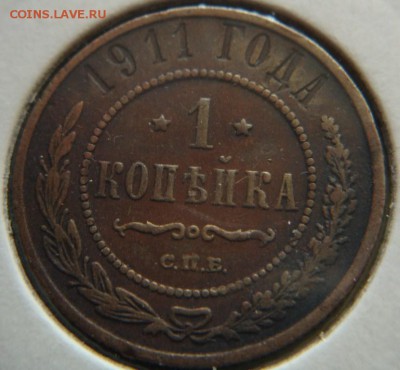 COINS.LAVE.RU
1911 ГОДА
1
КОПѢЙКА
С.П.Б.